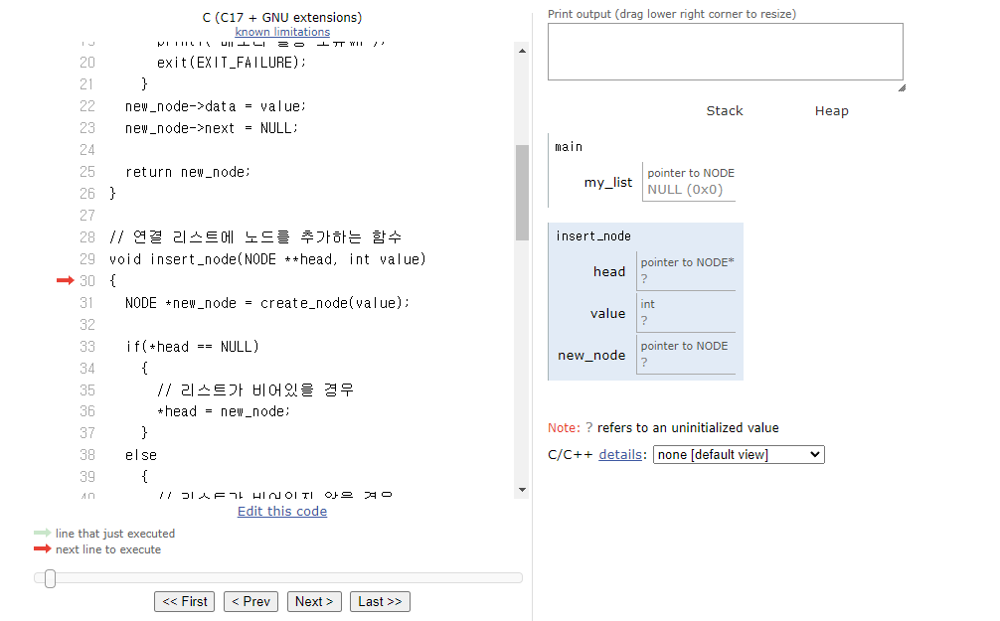 C (C17 + GNU extensions)
known limitations
20 exit(EXIT_FAILURE);
21 }
22 new_node->data = value;
23 new_node->next = NULL;
24
25 return new_node;
26 }
27
28 // 연결 리스트에 노드를 추가하는 함수
29 void insert_node(NODE **head, int value)
30 {
31 NODE *new_node = create_node(value);
32
33 if(*head == NULL)
34 {
35 // 리스트가 비어있을 경우
36 *head = new_node;
37 }
38 else
39 {
40 // 리스트가 비어있지 않을 경우
Edit this code
line that just executed
next line to execute
<< First
< Prev
Next >
Last >>
Print output (drag lower right corner to resize)
Stack
Heap
main
my_list
pointer to NODE
NULL (0x0)
insert_node
head
pointer to NODE*
?
value
int
?
new_node
pointer to NODE
?
Note: ? refers to an uninitialized value
C/C++ details: none [default view]